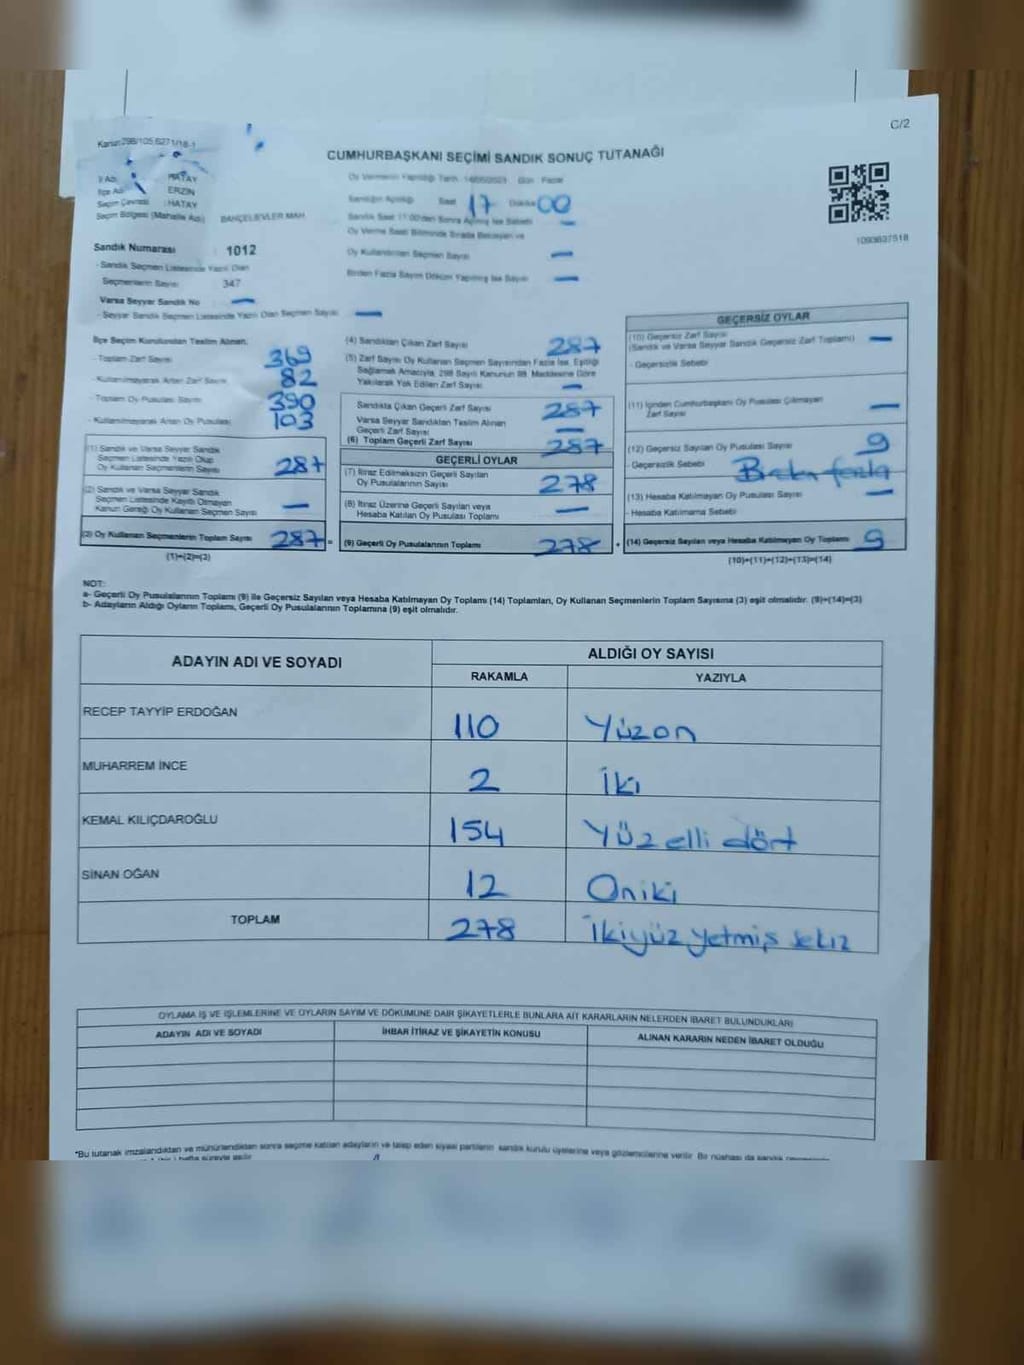 C/2
Kanun:298/105,6271/18-1
CUMHURBAŞKANI SEÇİMİ SANDIK SONUÇ TUTANAĞI
İl Adı : HATAY
İlçe Adı ERZİN
Seçim Çevresi : HATAY
Seçim Bölgesi (Mahalle Adı) BAHÇELİEVLER MAH.
Oy Vermenin Yapıldığı Tarih: 14/05/2023 Gün: Pazar
Sandığın Açıldığı Saat 17 Dakika 00
Sandık Saat 17:00'den Sonra Açılmış İse Sebebi —
Oy Verme Saati Bitiminde Sırada Bekleyen ve
Oy Kullandırılan Seçmen Sayısı —
Birden Fazla Sayım Döküm Yapılmış İse Sayısı —
1093637518
Sandık Numarası : 1012
- Sandık Seçmen Listesinde Yazılı Olan
Seçmenlerin Sayısı 347
Varsa Seyyar Sandık No —
- Seyyar Sandık Seçmen Listesinde Yazılı Olan Seçmen Sayısı: —
İlçe Seçim Kurulundan Teslim Alınan;
- Toplam Zarf Sayısı 369
- Kullanılmayarak Artan Zarf Sayısı 82
- Toplam Oy Pusulası Sayısı 390
- Kullanılmayarak Artan Oy Pusulası 103
(1) Sandık ve Varsa Seyyar Sandık
Seçmen Listesinde Yazılı Olup
Oy Kullanan Seçmenlerin Sayısı 287
(2) Sandık ve Varsa Seyyar Sandık
Seçmen Listesinde Kayıtlı Olmayan
Kanun Gereği Oy Kullanan Seçmen Sayısı —
(3) Oy Kullanan Seçmenlerin Toplam Sayısı 287 =
(1)+(2)=(3)
(4) Sandıktan Çıkan Zarf Sayısı 287
(5) Zarf Sayısı Oy Kullanan Seçmen Sayısından Fazla İse, Eşitliği
Sağlamak Amacıyla, 298 Sayılı Kanunun 98. Maddesine Göre
Yakılarak Yok Edilen Zarf Sayısı —
Sandıkta Çıkan Geçerli Zarf Sayısı 287
Varsa Seyyar Sandıktan Teslim Alınan
Geçerli Zarf Sayısı —
(6) Toplam Geçerli Zarf Sayısı 287
GEÇERLİ OYLAR
(7) İtiraz Edilmeksizin Geçerli Sayılan
Oy Pusulalarının Sayısı 278
(8) İtiraz Üzerine Geçerli Sayılan veya
Hesaba Katılan Oy Pusulası Toplamı —
(9) Geçerli Oy Pusulalarının Toplamı 278 +
GEÇERSİZ OYLAR
(10) Geçersiz Zarf Sayısı
(Sandık ve Varsa Seyyar Sandık Geçersiz Zarf Toplamı) —
- Geçersizlik Sebebi
(11) İçinden Cumhurbaşkanı Oy Pusulası Çıkmayan
Zarf Sayısı —
(12) Geçersiz Sayılan Oy Pusulası Sayısı 9
- Geçersizlik Sebebi fazla
(13) Hesaba Katılmayan Oy Pusulası Sayısı —
- Hesaba Katılmama Sebebi
(14) Geçersiz Sayılan veya Hesaba Katılmayan Oy Toplamı 9
(10)+(11)+(12)+(13)=(14)
NOT:
a- Geçerli Oy Pusulalarının Toplamı (9) ile Geçersiz Sayılan veya Hesaba Katılmayan Oy Toplamı (14) Toplamları, Oy Kullanan Seçmenlerin Toplam Sayısına (3) eşit olmalıdır. (9)+(14)=(3)
b- Adayların Aldığı Oyların Toplamı, Geçerli Oy Pusulalarının Toplamına (9) eşit olmalıdır.
ADAYIN ADI VE SOYADI
ALDIĞI OY SAYISI
RAKAMLA YAZIYLA
RECEP TAYYİP ERDOĞAN 110 Yüzon
MUHARREM İNCE 2 İki
KEMAL KILIÇDAROĞLU 154 Yüz elli dört
SİNAN OĞAN 12 Oniki
TOPLAM 278 İkiyüz yetmiş sekiz
OYLAMA İŞ VE İŞLEMLERİNE VE OYLARIN SAYIM VE DÖKÜMÜNE DAİR ŞİKAYETLERLE BUNLARA AİT KARARLARIN NELERDEN İBARET BULUNDUKLARI
ADAYIN ADI VE SOYADI İHBAR İTİRAZ VE ŞİKAYETİN KONUSU ALINAN KARARIN NEDEN İBARET OLDUĞU
*Bu tutanak imzalandıktan ve mühürlendikten sonra seçime katılan adayların ve talep eden siyasi partilerin sandık kurulu üyelerine veya gözlemcilerine verilir. Bir nüshası da sandık